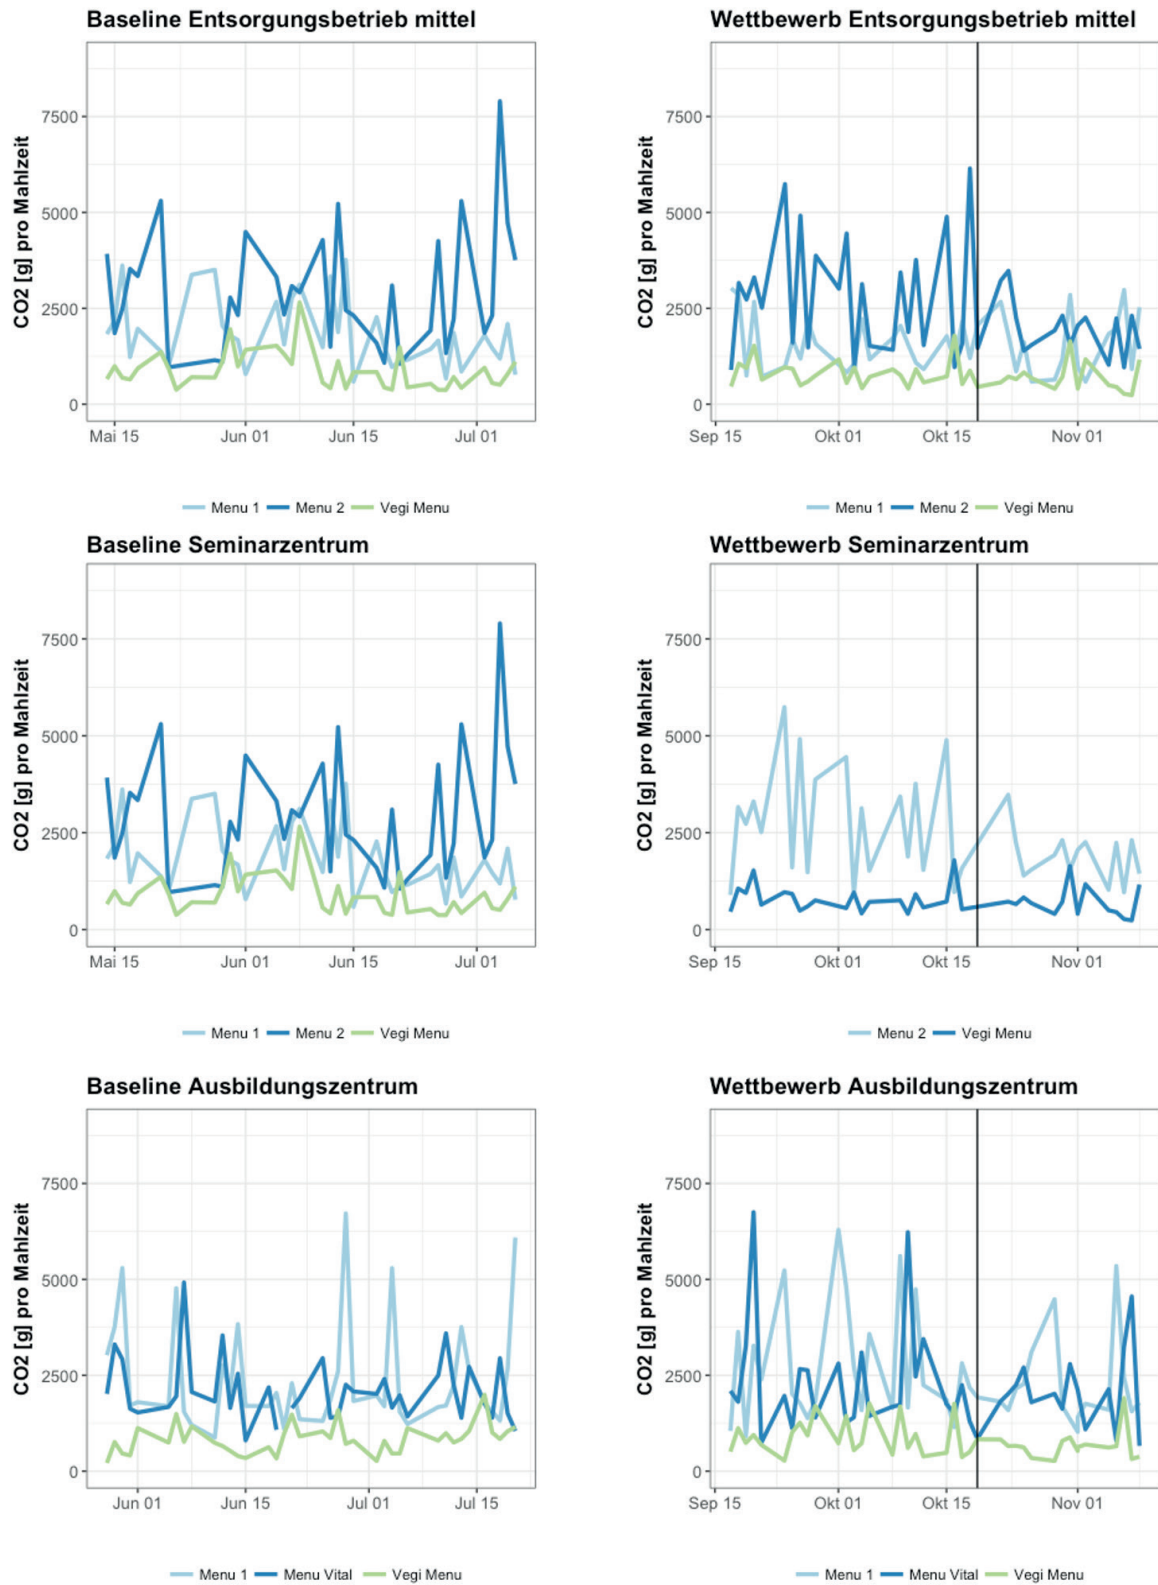 Baseline Entsorgungsbetrieb mittel
CO2 [g] pro Mahlzeit
7500
5000
2500
0
Mai 15 Jun 01 Jun 15 Jul 01
Menu 1 Menu 2 Vegi Menu
Wettbewerb Entsorgungsbetrieb mittel
CO2 [g] pro Mahlzeit
7500
5000
2500
0
Sep 15 Okt 01 Okt 15 Nov 01
Menu 1 Menu 2 Vegi Menu
Baseline Seminarzentrum
CO2 [g] pro Mahlzeit
7500
5000
2500
0
Mai 15 Jun 01 Jun 15 Jul 01
Menu 1 Menu 2 Vegi Menu
Wettbewerb Seminarzentrum
CO2 [g] pro Mahlzeit
7500
5000
2500
0
Sep 15 Okt 01 Okt 15 Nov 01
Menu 2 Vegi Menu
Baseline Ausbildungszentrum
CO2 [g] pro Mahlzeit
7500
5000
2500
0
Jun 01 Jun 15 Jul 01 Jul 15
Menu 1 Menu Vital Vegi Menu
Wettbewerb Ausbildungszentrum
CO2 [g] pro Mahlzeit
7500
5000
2500
0
Sep 15 Okt 01 Okt 15 Nov 01
Menu 1 Menu Vital Vegi Menu